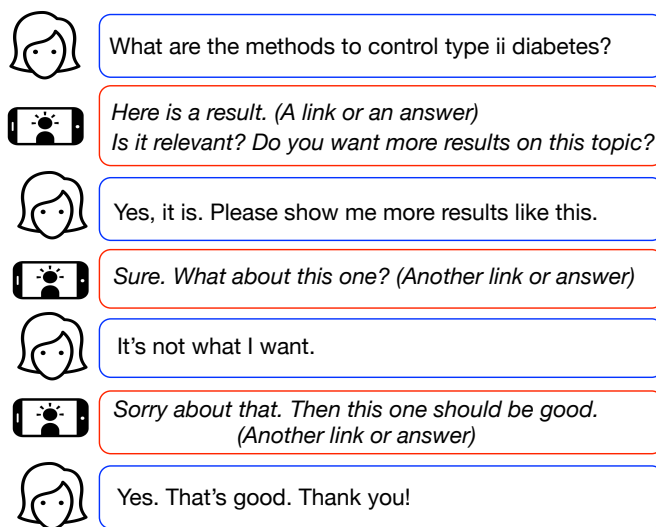 What are the methods to control type ii diabetes?
Here is a result. (A link or an answer)
Is it relevant? Do you want more results on this topic?
Yes, it is. Please show me more results like this.
Sure. What about this one? (Another link or answer)
It's not what I want.
Sorry about that. Then this one should be good.
(Another link or answer)
Yes. That's good. Thank you!